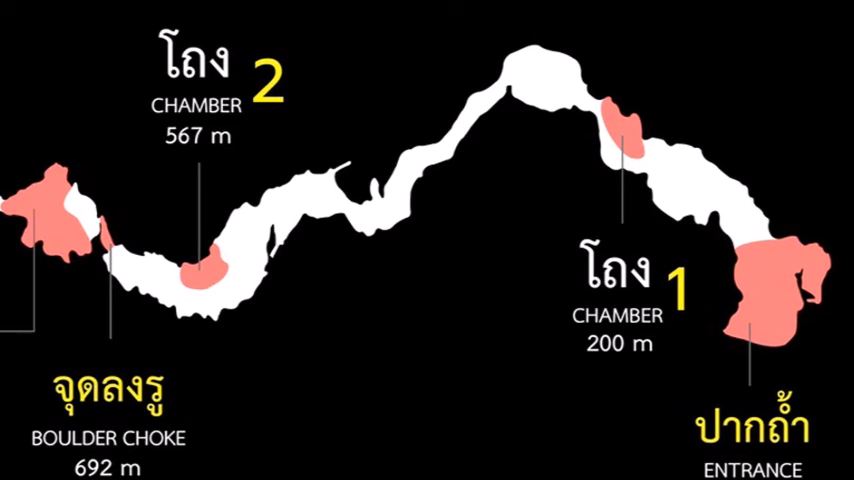 โถง 2
CHAMBER
567 m
โถง 1
CHAMBER
200 m
จุดลงรู
BOULDER CHOKE
692 m
ปากถ้ำ
ENTRANCE